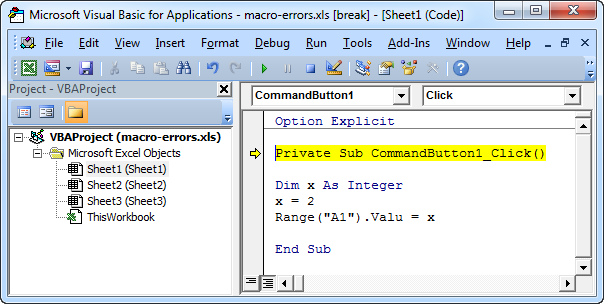 Microsoft Visual Basic for Applications - macro-errors.xls [break] - [Sheet1 (Code)]
File Edit View Insert Format Debug Run Tools Add-Ins Window Help
Project - VBAProject
VBAProject (macro-errors.xls)
Microsoft Excel Objects
Sheet1 (Sheet1)
Sheet2 (Sheet2)
Sheet3 (Sheet3)
ThisWorkbook
CommandButton1 Click
Option Explicit
Private Sub CommandButton1_Click()
Dim x As Integer
x = 2
Range("A1").Valu = x
End Sub